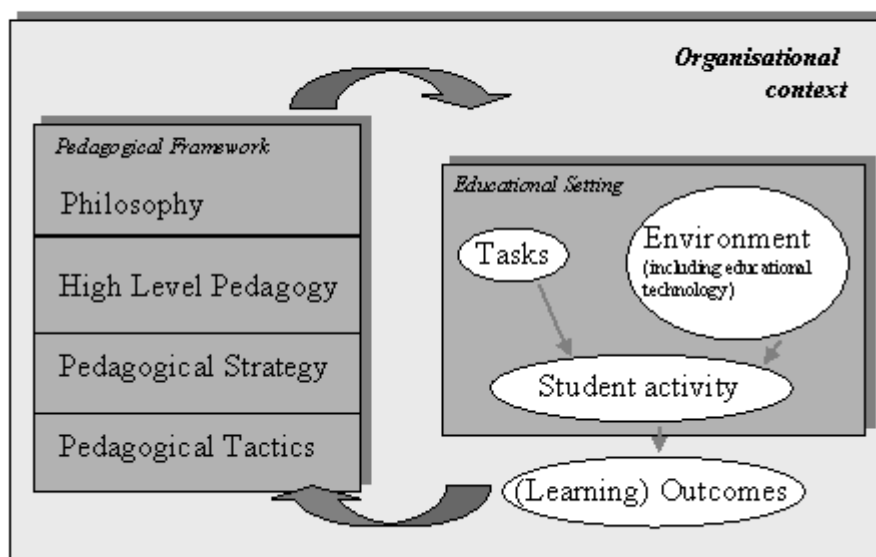 Organisational
context
Pedagogical Framework
Philosophy
High Level Pedagogy
Pedagogical Strategy
Pedagogical Tactics
Educational Setting
Tasks
Environment
(including educational
technology)
Student activity
(Learning) Outcomes